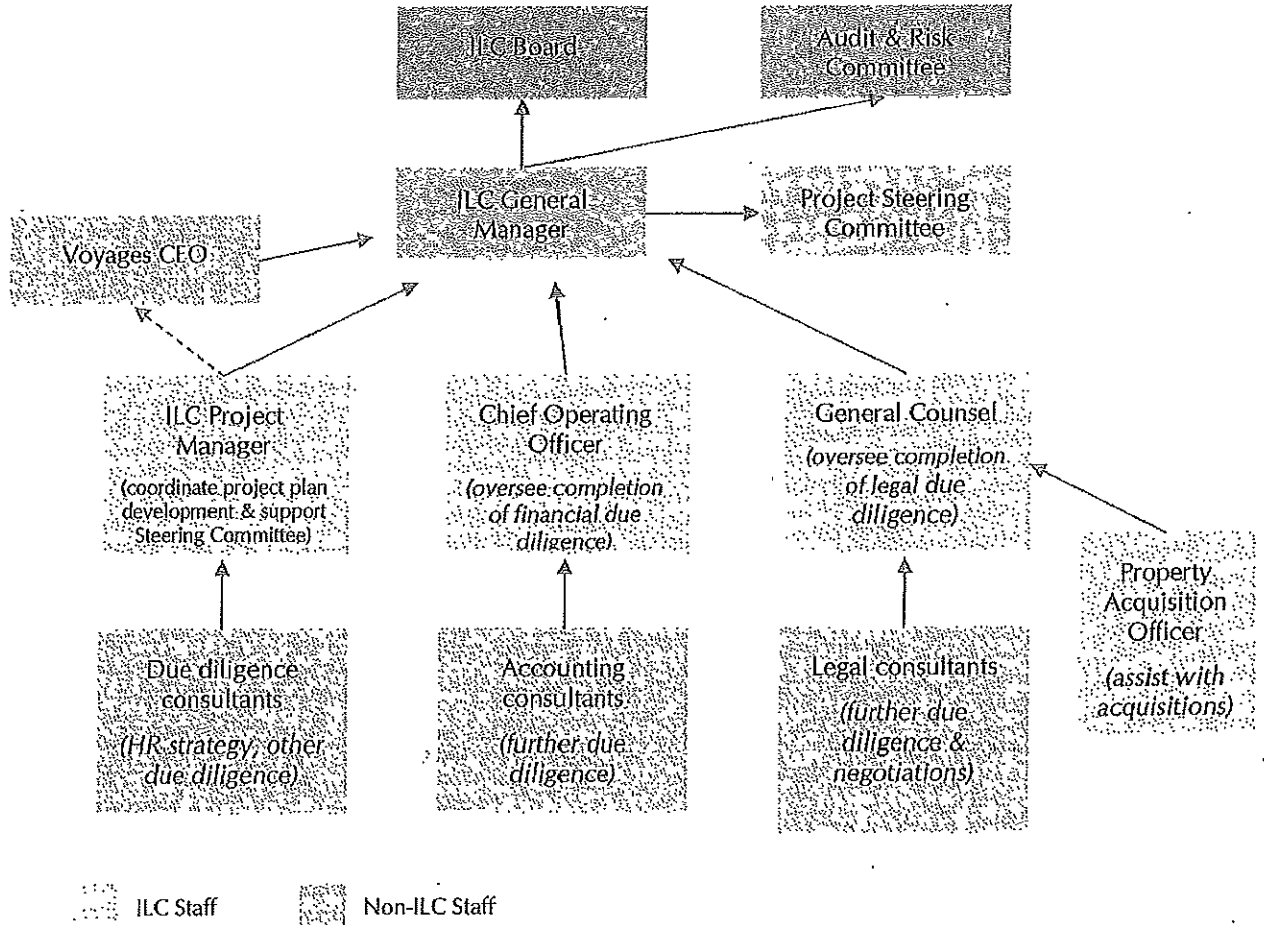 ILC Board
Audit & Risk
Committee
ILC General
Manager
Project Steering
Committee
Voyages CEO
ILC Project
Manager
(coordinate project plan
development & support
Steering Committee)
Chief Operating
Officer
(oversee completion
of financial due
diligence)
General Counsel
(oversee completion
of legal due
diligence)
Property
Acquisition
Officer
(assist with
acquisitions)
Due diligence
consultants
(HR strategy, other
due diligence)
Accounting
consultants
(further due
diligence)
Legal consultants
(further due
diligence &
negotiations)
ILC Staff
Non-ILC Staff